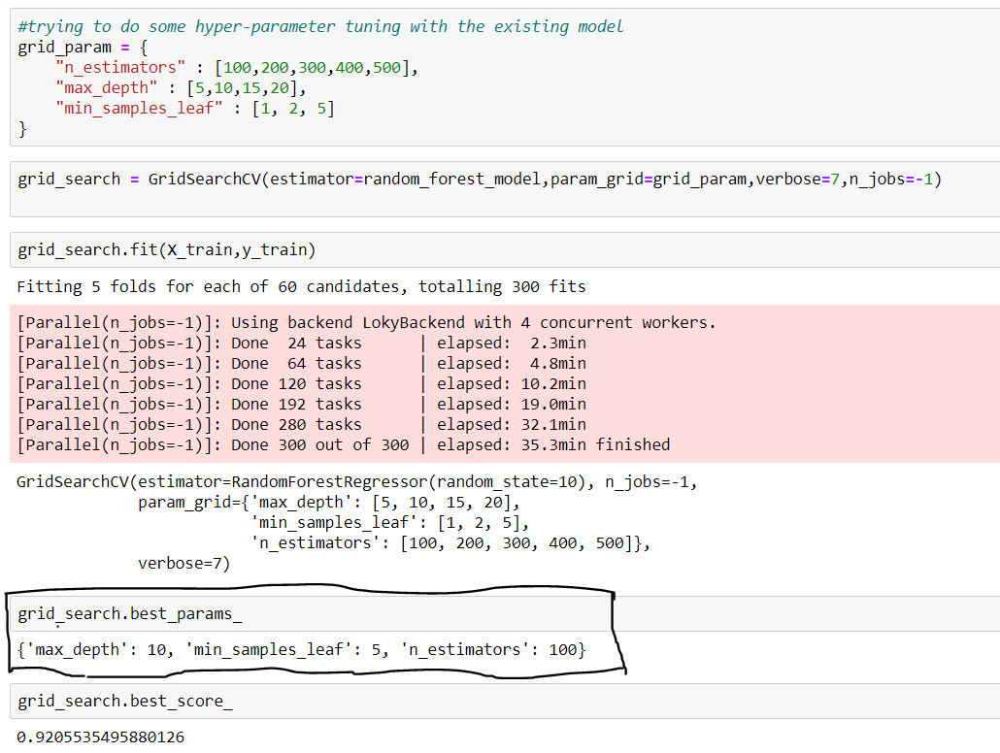 #trying to do some hyper-parameter tuning with the existing model
grid_param = {
    "n_estimators" : [100,200,300,400,500],
    "max_depth" : [5,10,15,20],
    "min_samples_leaf" : [1, 2, 5]
}
grid_search = GridSearchCV(estimator=random_forest_model,param_grid=grid_param,verbose=7,n_jobs=-1)
grid_search.fit(X_train,y_train)
Fitting 5 folds for each of 60 candidates, totalling 300 fits
[Parallel(n_jobs=-1)]: Using backend LokyBackend with 4 concurrent workers.
[Parallel(n_jobs=-1)]: Done  24 tasks      | elapsed:  2.3min
[Parallel(n_jobs=-1)]: Done  64 tasks      | elapsed:  4.8min
[Parallel(n_jobs=-1)]: Done 120 tasks      | elapsed: 10.2min
[Parallel(n_jobs=-1)]: Done 192 tasks      | elapsed: 19.0min
[Parallel(n_jobs=-1)]: Done 280 tasks      | elapsed: 32.1min
[Parallel(n_jobs=-1)]: Done 300 out of 300 | elapsed: 35.3min finished
GridSearchCV(estimator=RandomForestRegressor(random_state=10), n_jobs=-1,
             param_grid={'max_depth': [5, 10, 15, 20],
                         'min_samples_leaf': [1, 2, 5],
                         'n_estimators': [100, 200, 300, 400, 500]},
             verbose=7)
grid_search.best_params_
{'max_depth': 10, 'min_samples_leaf': 5, 'n_estimators': 100}
grid_search.best_score_
0.9205535495880126